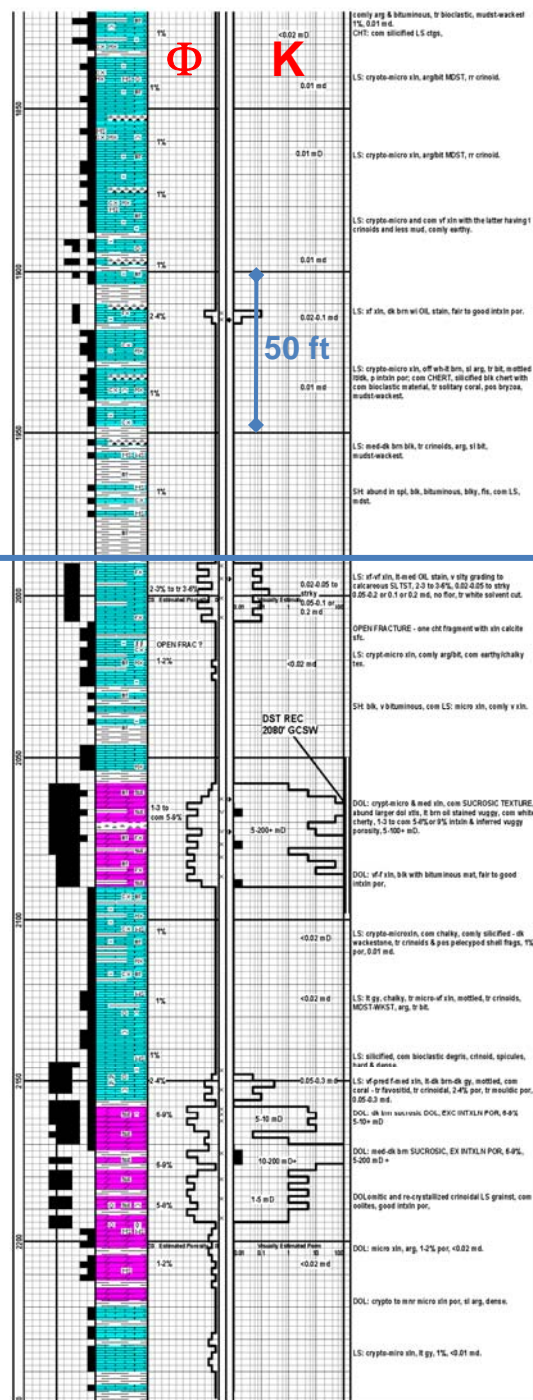 comly arg & bituminous, tr bioclastic, mudst-wackest
1%, 0.01 md.
CHT: com silicified LS ctgs.
1%
<0.02 mD
Φ
K
LS: crypto-micro xln, arg/bit MDST, rr crinoid.
1%
0.01 md
1850
1%
0.01 mD
LS: crypto-micro xln, arg/bit MDST, rr crinoid.
1%
LS: crypto-micro and com vf xln with the latter having t
crinoids and less mud, comly earthy.
1%
0.01 md
1900
LS: xf xln, dk brn wi OIL stain, fair to good intxln por.
2-4%
0.02-0.1 md
50 ft
LS: crypto-micro xln, off wh-lt brn, sl arg, tr bit, mottled
lt/dk, p intxln por; com CHERT, silicified blk chert with
com bioclastic material, tr solitary coral, pos bryzoa,
mudst-wackest.
0.01 md
1%
1950
LS: med-dk brn blk, tr crinoids, arg, sl bit,
mudst-wackest.
1%
SH: abund in spl, blk, bituminous, blky, fis, com LS,
mdst.
LS: xf-vf xln, lt-med OIL stain, v slty grading to
calcareous SLTST, 2-3 to 3-6%, 0.02-0.05 to strky
0.05-0.2 or 0.1 or 0.2 md, no flor, tr white solvent cut.
2-3% to tr 3-6%
0.02-0.05 to
strky
0.05-0.1 or
0.2 md
2000
OPEN FRACTURE - one cht fragment with xln calcite
sfc.
OPEN FRAC ?
LS: crypt-micro xln, comly arg/bit, com earthy/chalky
tex.
1-2%
<0.02 md
SH: blk, v bituminous, com LS: micro xln, comly v xln.
DST REC
2080' GCSW
2050
DOL: crypt-micro & med xln, com SUCROSIC TEXTURE,
abund larger dol xtls, lt brn oil stained vuggy, com white
cherty, 1-3 to com 5-6% or 9% intxln & inferred vuggy
porosity, 5-100+ mD.
1-3 to
com 5-9%
5-200+ mD
DOL: vf-f xln, blk with bituminous mat, fair to good
intxln por,
2100
LS: crypto-microxln, com chalky, comly silicified - dk
wackestone, tr crinoids & pos pelecypod shell frags, 1%
por, 0.01 md.
1%
<0.02 mD
LS: lt gy, chalky, tr micro-vf xln, mottled, tr crinoids,
MDST-WKST, arg, tr bit.
1%
<0.02 md
LS: silicified, com bioclastic degris, crinoid, spicules,
hard & dense.
1%
2150
LS: vf-pred f-med xln, lt-dk brn-dk gy, mottled, com
coral - tr favositid, tr crinoidal, 2-4% por, tr mouldic por,
0.05-0.3 md.
2-4%
0.05-0.3 md
DOL: dk brn sucrosic DOL, EXC INTXLN POR, 6-9%
5-10+ mD
6-9%
5-10 mD
DOL: med-dk brn SUCROSIC, EX INTXLN POR, 6-9%,
5-200 mD +
6-9%
10-200 mD+
DOLomitic and re-crystallized crinoidal LS grainst, com
oolites, good intxln por,
5-8%
1-5 mD
2200
DOL: micro xln, arg, 1-2% por, <0.02 md.
1-2%
<0.02 md
DOL: crypto to mnr micro xln por, sl arg, dense.
LS: crypto-miro xln, lt gy, 1%, <0.01 md.